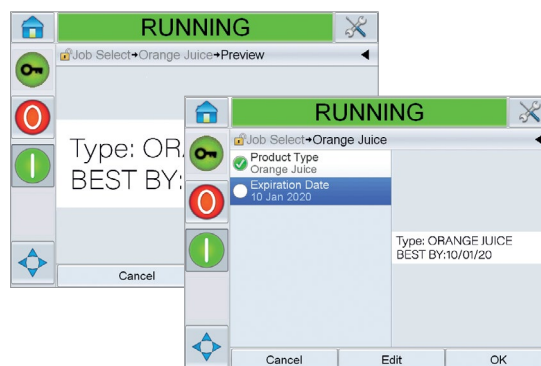 RUNNING
Job Select→Orange Juice→Preview
Type: OR
BEST BY:
Cancel
RUNNING
Job Select→Orange Juice
Product Type
Orange Juice
Expiration Date
10 Jan 2020
Type: ORANGE JUICE
BEST BY:10/01/20
Cancel
Edit
OK